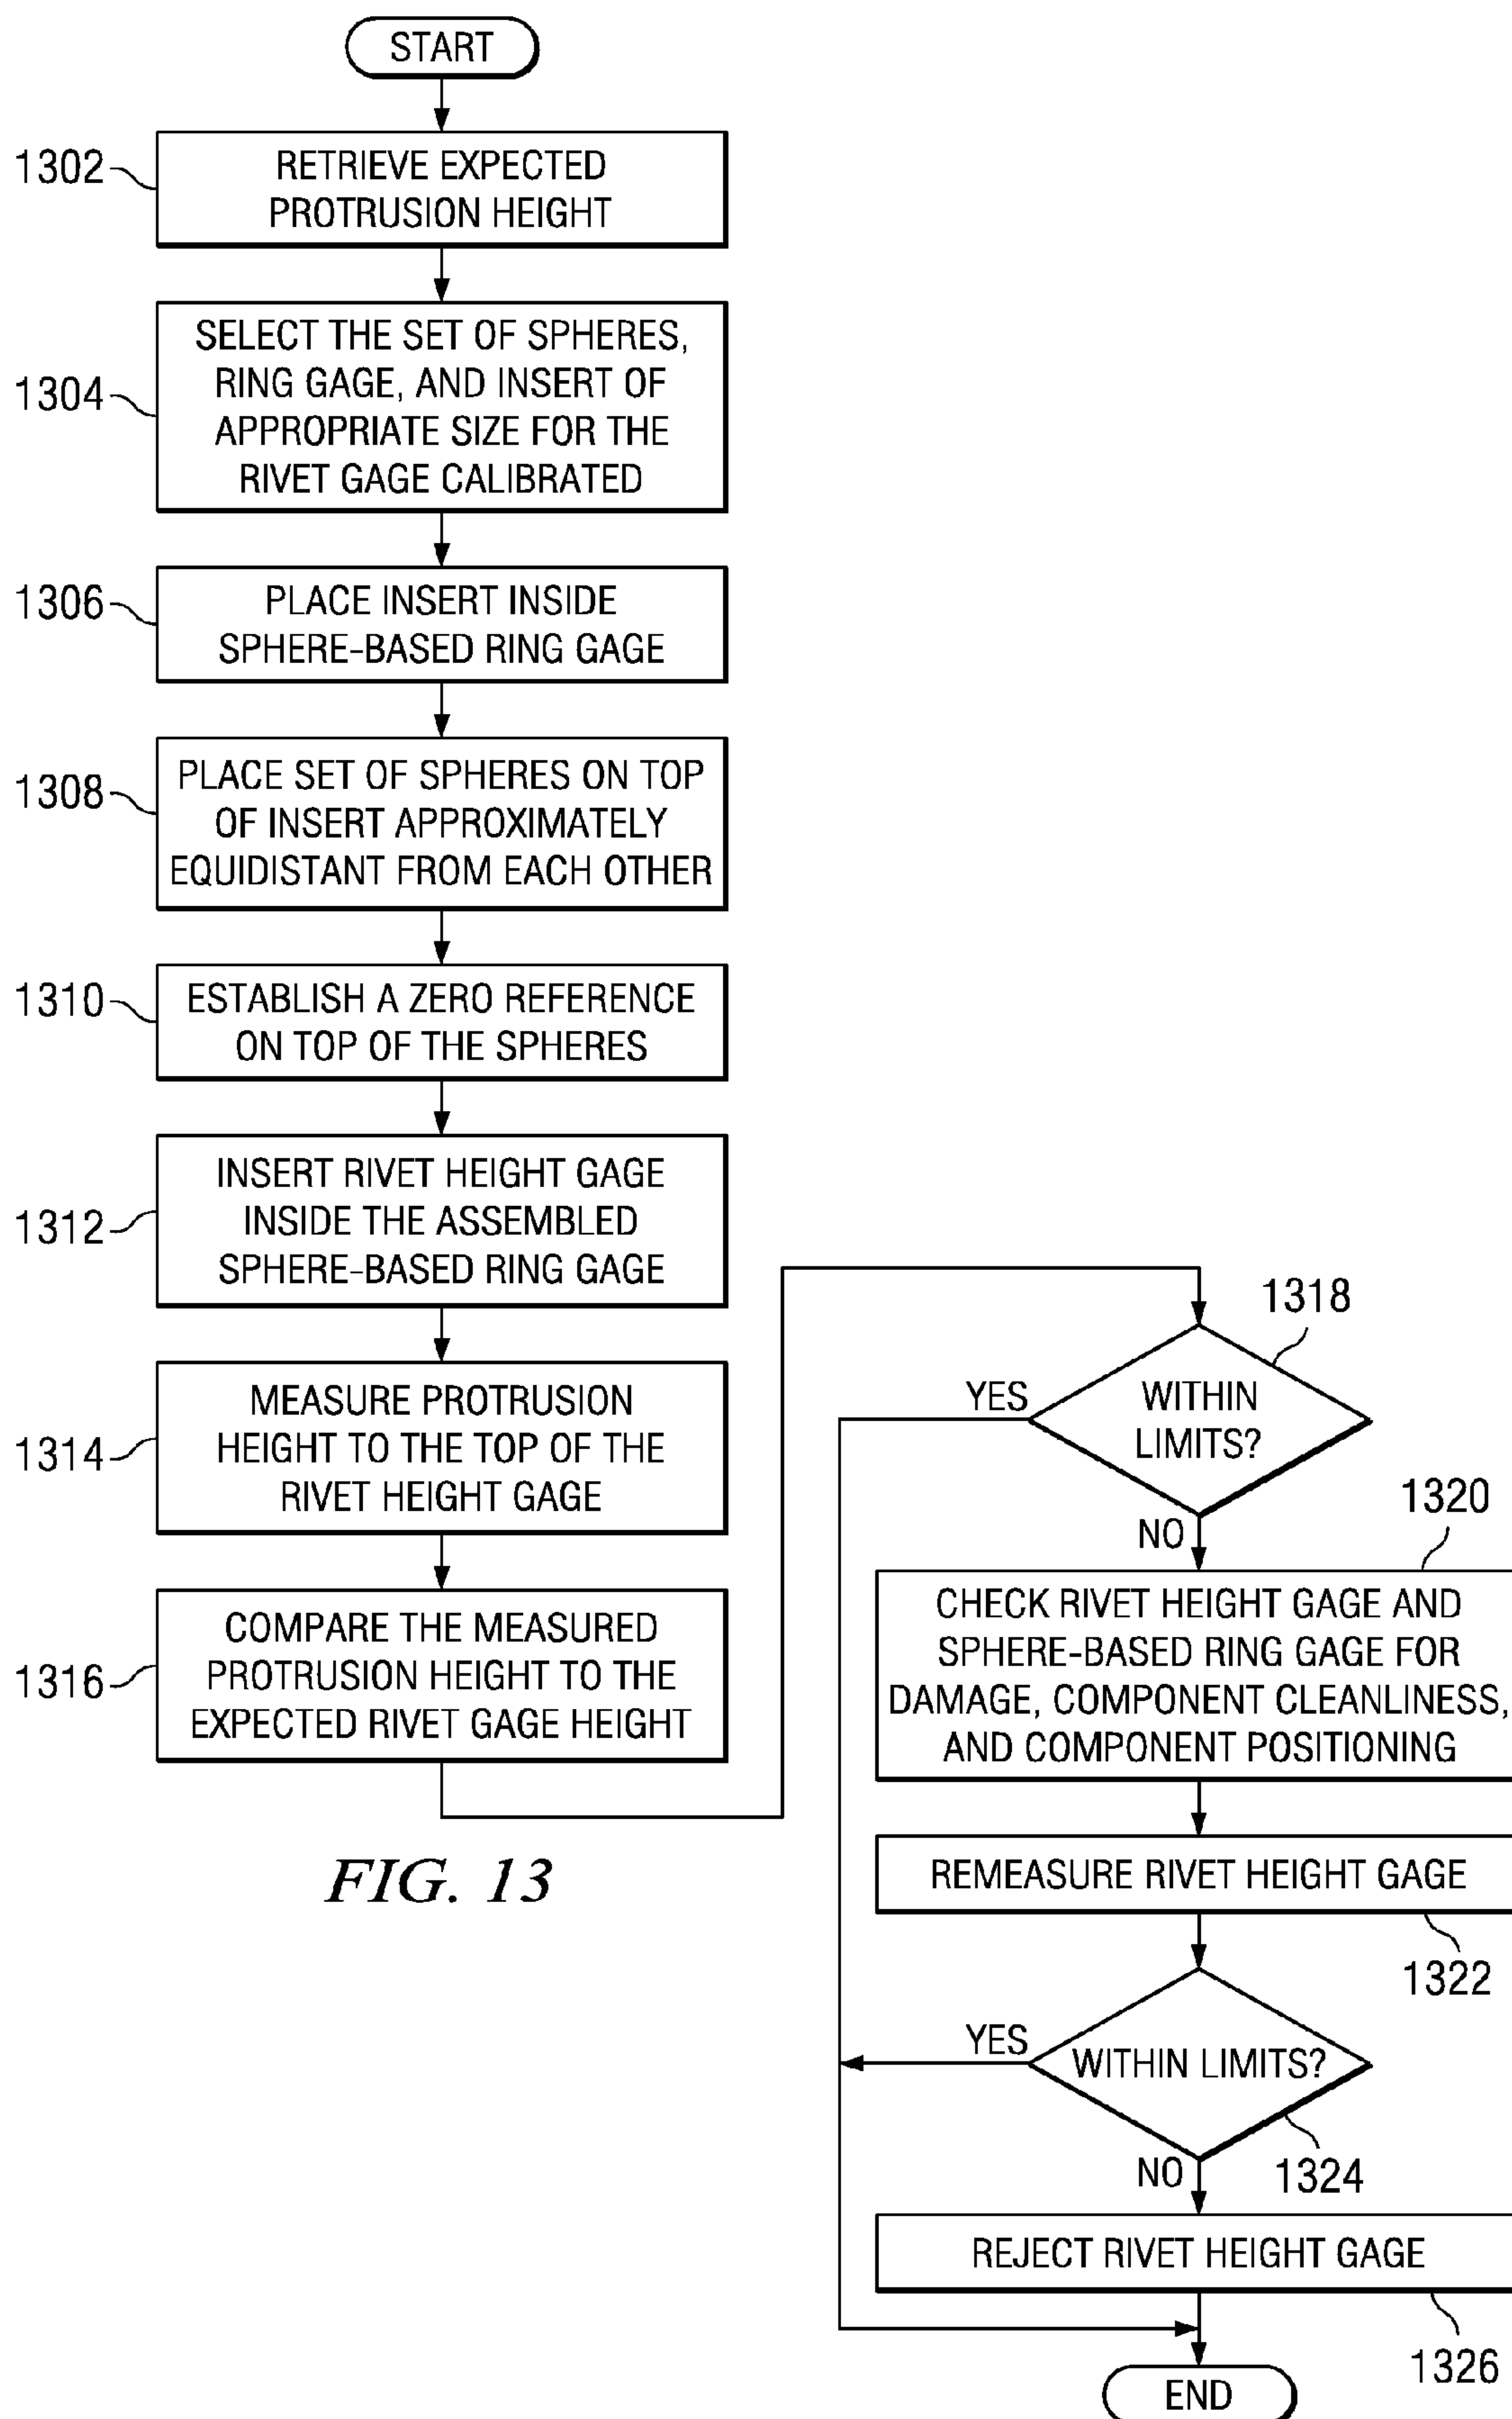 START
1302
RETRIEVE EXPECTED
PROTRUSION HEIGHT
1304
SELECT THE SET OF SPHERES,
RING GAGE, AND INSERT OF
APPROPRIATE SIZE FOR THE
RIVET GAGE CALIBRATED
1306
PLACE INSERT INSIDE
SPHERE-BASED RING GAGE
1308
PLACE SET OF SPHERES ON TOP
OF INSERT APPROXIMATELY
EQUIDISTANT FROM EACH OTHER
1310
ESTABLISH A ZERO REFERENCE
ON TOP OF THE SPHERES
1312
INSERT RIVET HEIGHT GAGE
INSIDE THE ASSEMBLED
SPHERE-BASED RING GAGE
1314
MEASURE PROTRUSION
HEIGHT TO THE TOP OF THE
RIVET HEIGHT GAGE
1316
COMPARE THE MEASURED
PROTRUSION HEIGHT TO THE
EXPECTED RIVET GAGE HEIGHT
FIG. 13
1318
YES
WITHIN
LIMITS?
NO
1320
CHECK RIVET HEIGHT GAGE AND
SPHERE-BASED RING GAGE FOR
DAMAGE, COMPONENT CLEANLINESS,
AND COMPONENT POSITIONING
REMEASURE RIVET HEIGHT GAGE
1322
YES
WITHIN LIMITS?
NO
1324
REJECT RIVET HEIGHT GAGE
1326
END